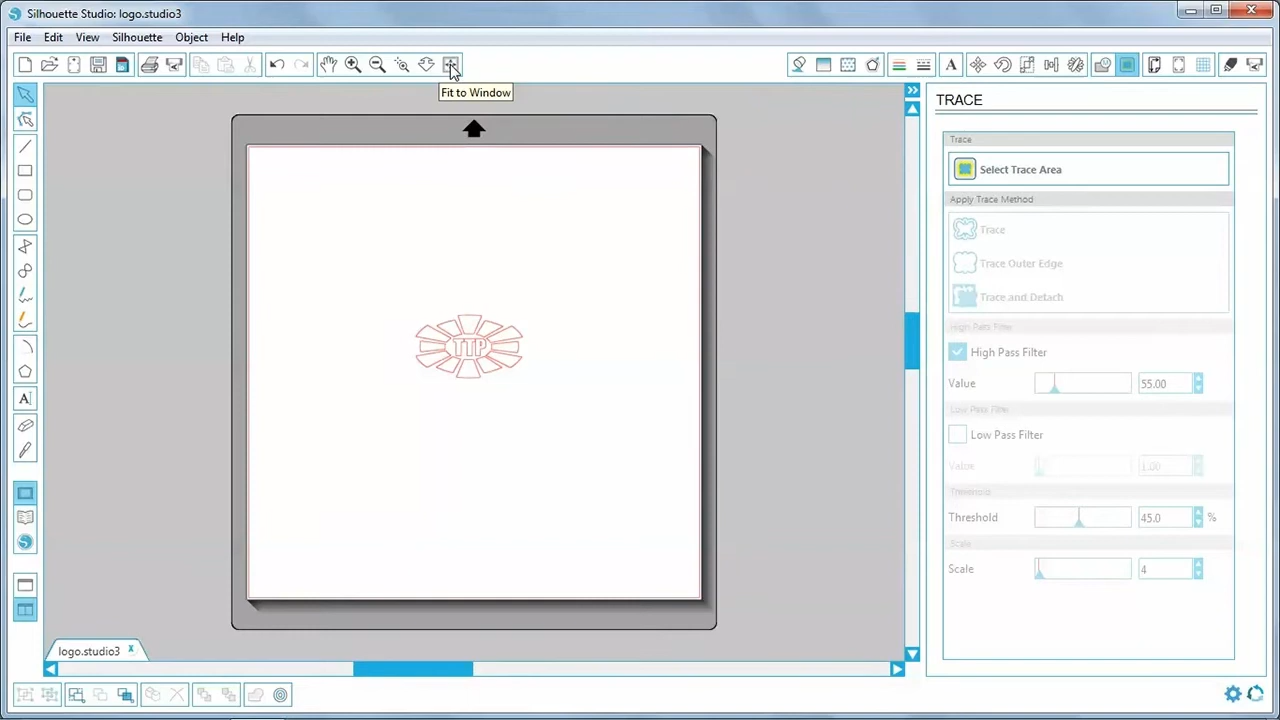 Silhouette Studio: logo.studio3
File Edit View Silhouette Object Help
Fit to Window
TRACE
Trace
Select Trace Area
Apply Trace Method
Trace
Trace Outer Edge
Trace and Detach
High Pass Filter
High Pass Filter
Value 55.00
Low Pass Filter
Low Pass Filter
Value 1.00
Threshold
Threshold 45.0 %
Scale
Scale 4
TTP
logo.studio3 x